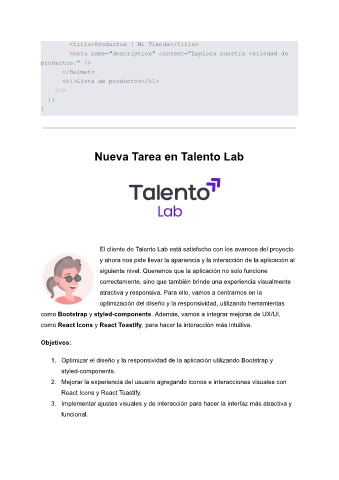 <title>Productos | Mi Tienda</title>
<meta name="description" content="Explora nuestra variedad de
productos." />
</Helmet>
<h1>Lista de productos</h1>
</>
);
}
Nueva Tarea en Talento Lab
Talento
Lab
El cliente de Talento Lab está satisfecho con los avances del proyecto
y ahora nos pide llevar la apariencia y la interacción de la aplicación al
siguiente nivel. Queremos que la aplicación no solo funcione
correctamente, sino que también brinde una experiencia visualmente
atractiva y responsiva. Para ello, vamos a centrarnos en la
optimización del diseño y la responsividad, utilizando herramientas
como Bootstrap y styled-components. Además, vamos a integrar mejoras de UX/UI,
como React Icons y React Toastify, para hacer la interacción más intuitiva.
Objetivos:
1. Optimizar el diseño y la responsividad de la aplicación utilizando Bootstrap y
styled-components.
2. Mejorar la experiencia del usuario agregando iconos e interacciones visuales con
React Icons y React Toastify.
3. Implementar ajustes visuales y de interacción para hacer la interfaz más atractiva y
funcional.